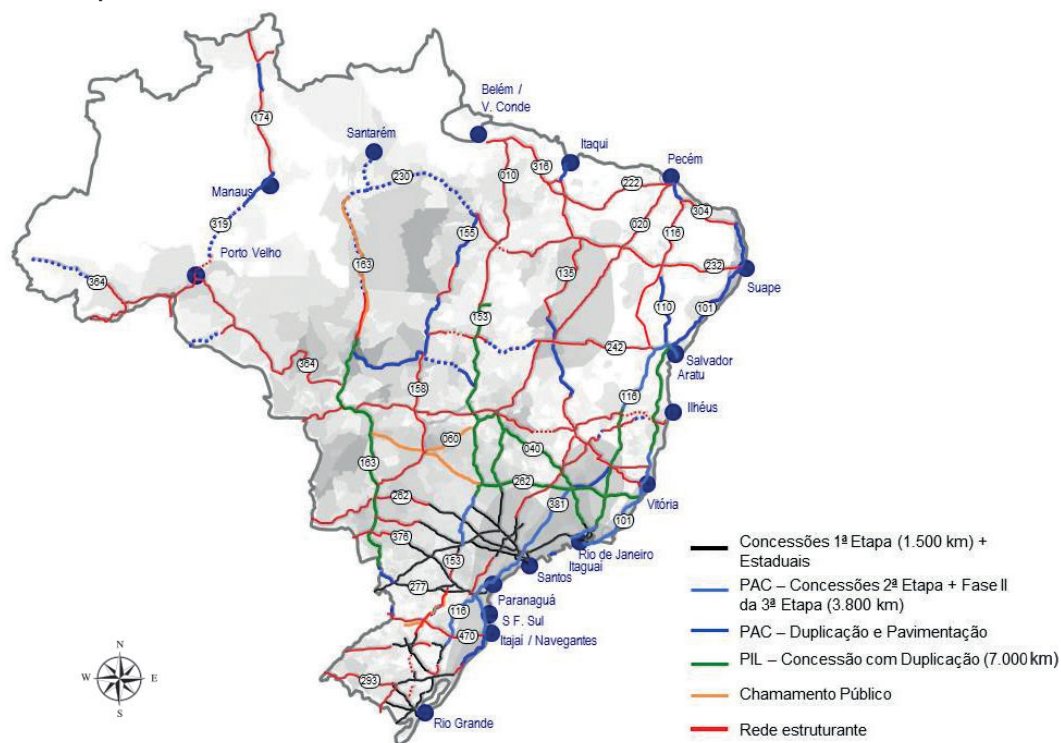 Belém /
V. Conde
174
Santarém
Itaqui
316
010
Pecém
230
222
Manaus
304
020
116
319
155
Porto Velho
232
163
135
364
Suape
153
110
101
242
Salvador
Aratu
364
158
116
Ilhéus
060
040
163
262
262
381
Vitória
101
376
Rio de Janeiro
Itaguaí
153
Santos
277
Paranaguá
116
S F. Sul
470
Itajaí / Navegantes
293
Rio Grande
N
W
E
S
Concessões 1ª Etapa (1.500 km) +
Estaduais
PAC – Concessões 2ª Etapa + Fase II
da 3ª Etapa (3.800 km)
PAC – Duplicação e Pavimentação
PIL – Concessão com Duplicação (7.000 km)
Chamamento Público
Rede estruturante